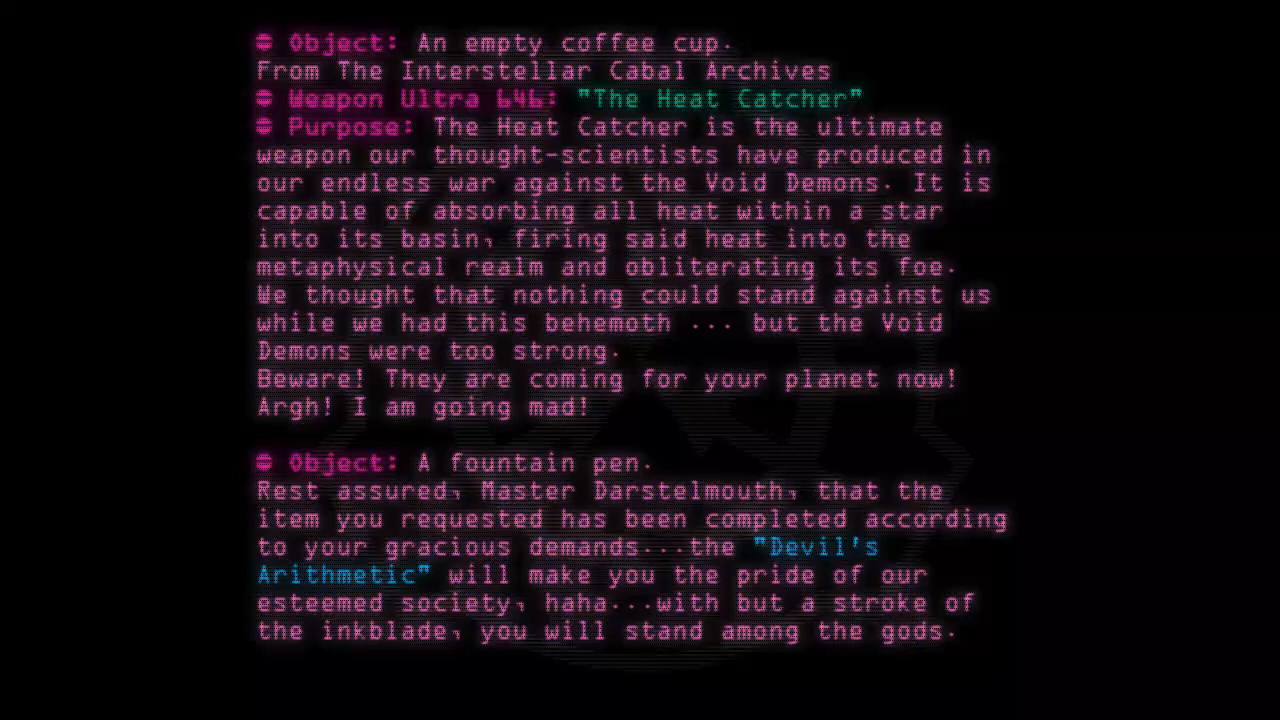 Object: An empty coffee cup.
From The Interstellar Cabal Archives
Weapon Ultra 646: "The Heat Catcher"
Purpose: The Heat Catcher is the ultimate
weapon our thought-scientists have produced in
our endless war against the Void Demons. It is
capable of absorbing all heat within a star
into its basin, firing said heat into the
metaphysical realm and obliterating its foe.
We thought that nothing could stand against us
while we had this behemoth ... but the Void
Demons were too strong.
Beware! They are coming for your planet now!
Argh! I am going mad!
Object: A fountain pen.
Rest assured, Master Darstelmouth, that the
item you requested has been completed according
to your gracious demands...the "Devil's
Arithmetic" will make you the pride of our
esteemed society, haha...with but a stroke of
the inkblade, you will stand among the gods.